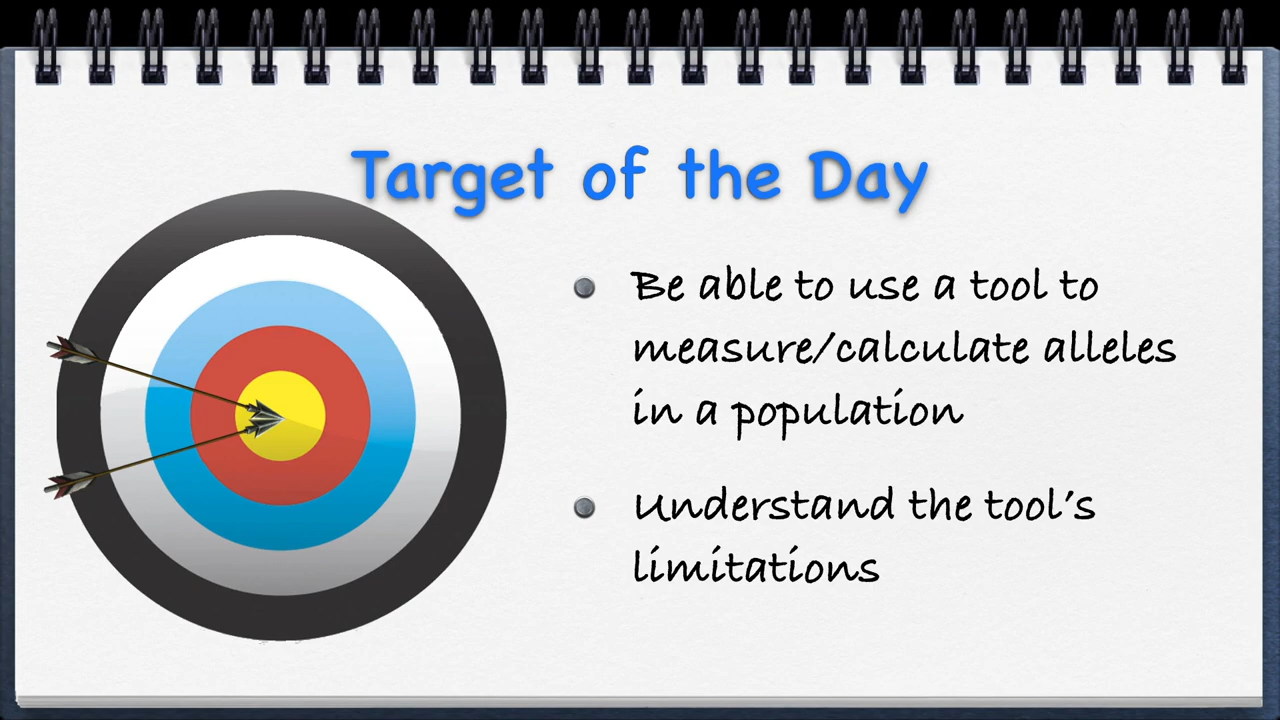 Target of the Day
Be able to use a tool to
measure/calculate alleles
in a population
Understand the tool's
limitations